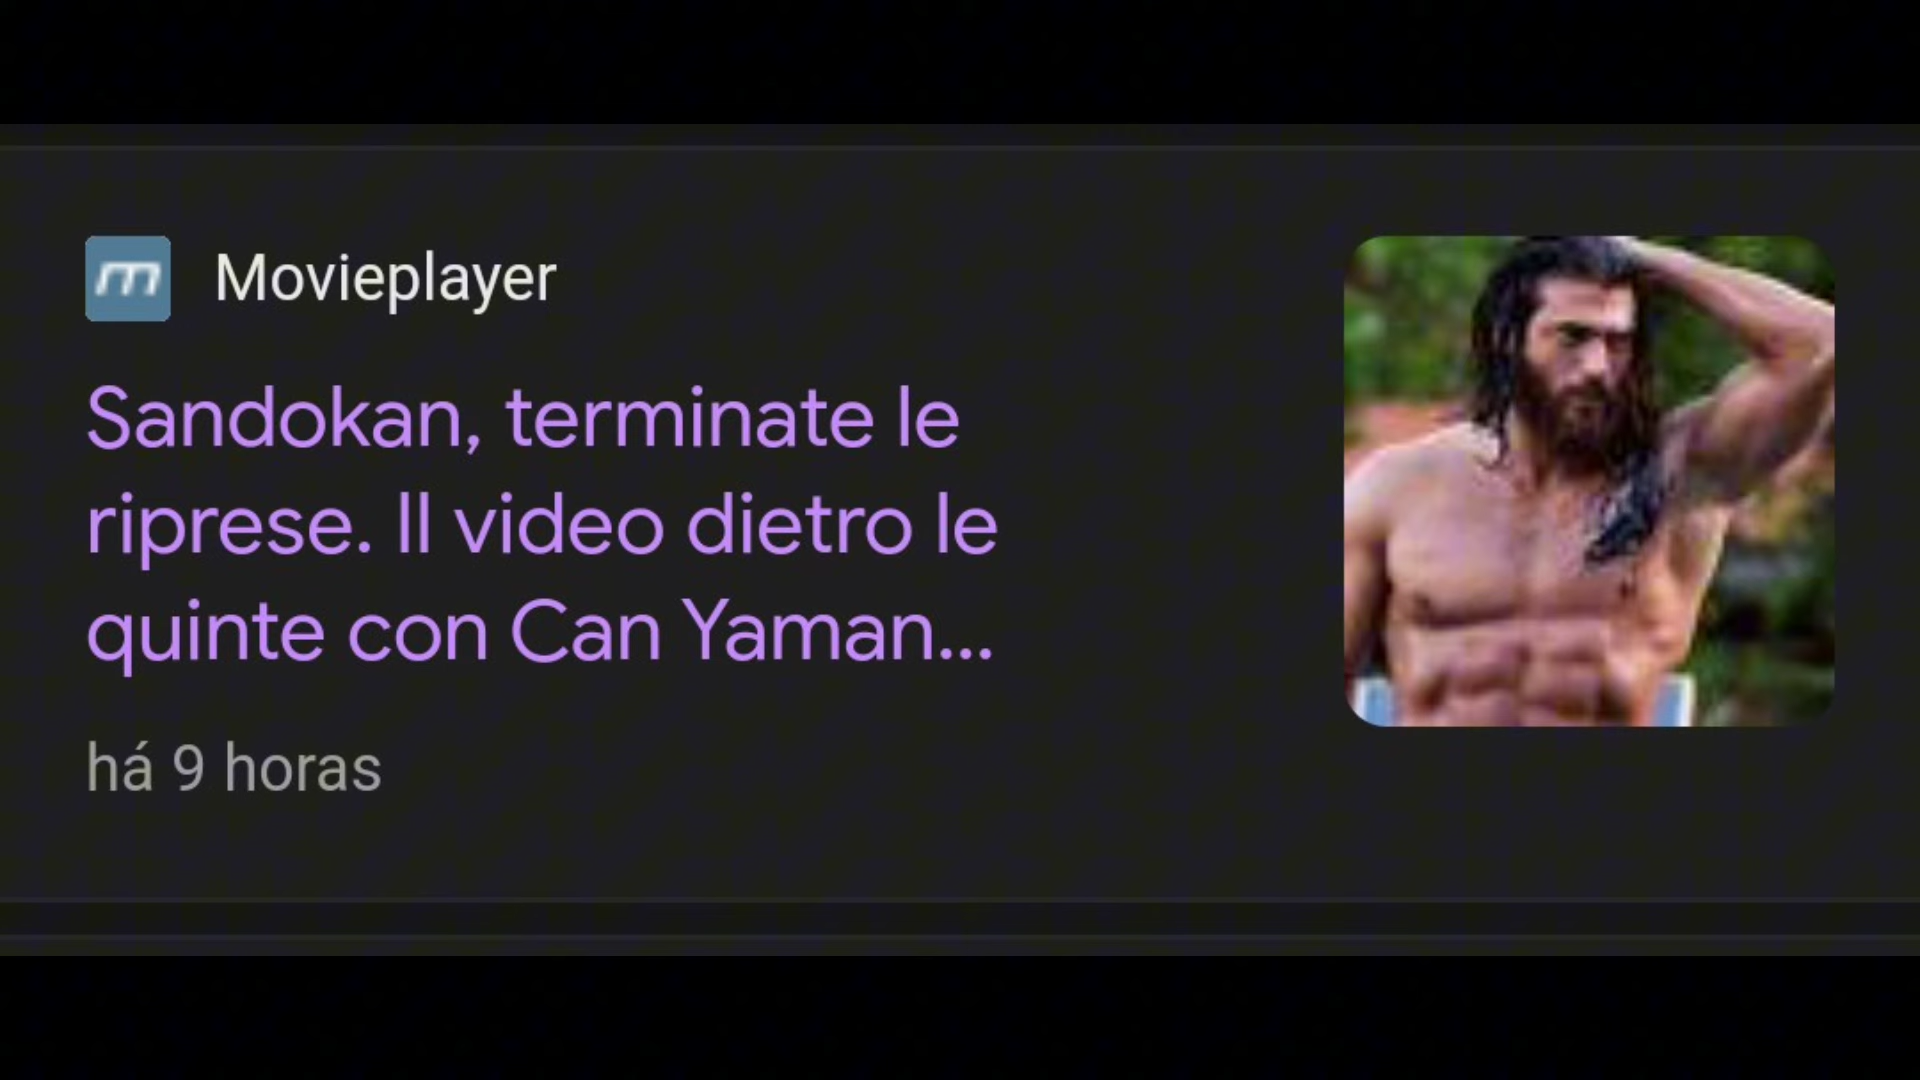 m Movieplayer
Sandokan, terminate le
riprese. Il video dietro le
quinte con Can Yaman...
há 9 horas